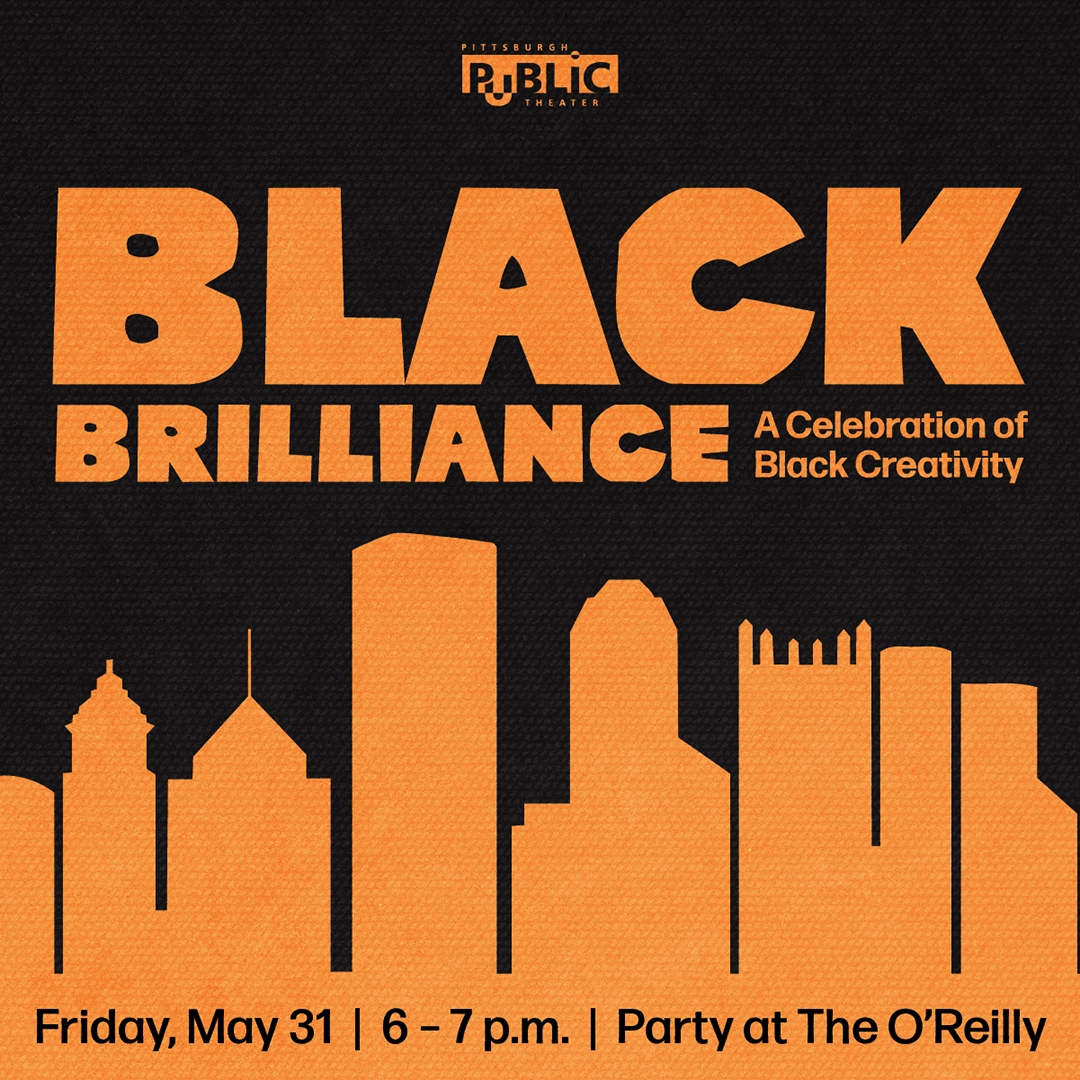 PITTSBURGH
PUBLiC
THEATER
BLACK
BRILLIANCE
A Celebration of
Black Creativity
Friday, May 31 | 6 – 7 p.m. | Party at The O’Reilly